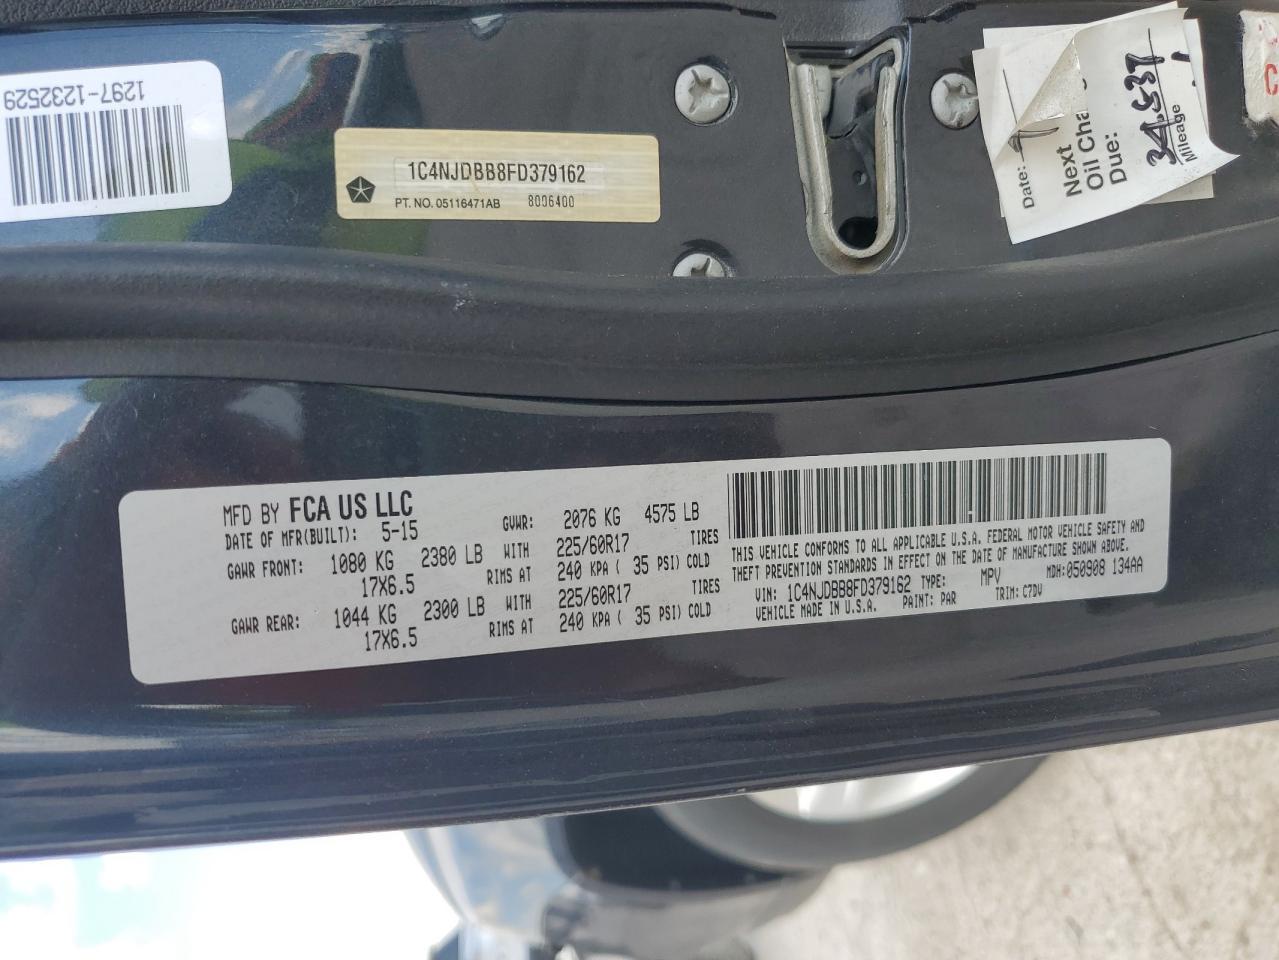 1297-1232529
1C4NJDBB8FD379162
PT. NO. 05116471AB 8006400
Date:
Next
Oil Cha
Due:
34,537
Mileage
C
MFD BY FCA US LLC
DATE OF MFR(BUILT): 5-15 GVWR: 2076 KG 4575 LB
GAWR FRONT: 1080 KG 2380 LB WITH 225/60R17 TIRES
17X6.5 RIMS AT 240 KPA ( 35 PSI) COLD
GAWR REAR: 1044 KG 2300 LB WITH 225/60R17 TIRES
17X6.5 RIMS AT 240 KPA ( 35 PSI) COLD
THIS VEHICLE CONFORMS TO ALL APPLICABLE U.S.A. FEDERAL MOTOR VEHICLE SAFETY AND
THEFT PREVENTION STANDARDS IN EFFECT ON THE DATE OF MANUFACTURE SHOWN ABOVE.
VIN: 1C4NJDBB8FD379162 TYPE: MPV MDH:050908 134AA
VEHICLE MADE IN U.S.A. PAINT: PAR TRIM: C7DV